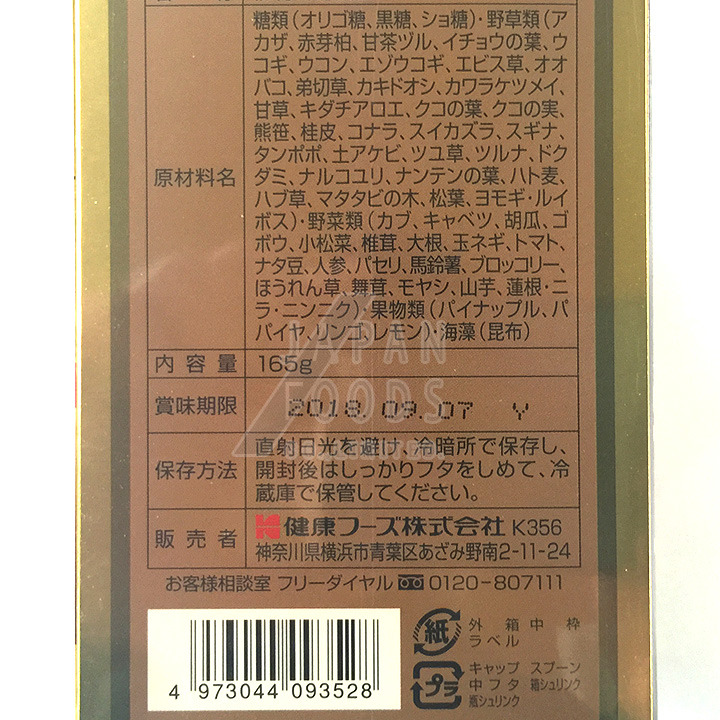 糖類（オリゴ糖、黒糖、ショ糖）・野草類（ア
カザ、赤芽柏、甘茶ヅル、イチョウの葉、ウ
コギ、ウコン、エゾウコギ、エビス草、オオ
バコ、弟切草、カキドオシ、カワラケツメイ、
甘草、キダチアロエ、クコの葉、クコの実、
熊笹、桂皮、コナラ、スイカズラ、スギナ、
原材料名
タンポポ、土アケビ、ツユ草、ツルナ、ドク
ダミ、ナルコユリ、ナンテンの葉、ハト麦、
ハブ草、マタタビの木、松葉、ヨモギ・ルイ
ボス）・野菜類（カブ、キャベツ、胡瓜、ゴ
ボウ、小松菜、椎茸、大根、玉ネギ、トマト、
ナタ豆、人参、パセリ、馬鈴薯、ブロッコリー、
ほうれん草、舞茸、モヤシ、山芋、蓮根・ニ
ラ・ニンニク）・果物類（パイナップル、パ
パイヤ、リンゴ、レモン）・海藻（昆布）
JAPAN
FOODS
内容量 165g
賞味期限 2018.09.07 Y
保存方法
直射日光を避け、冷暗所で保存し、
開封後はしっかりフタをしめて、冷
蔵庫で保管してください。
販売者
健康フーズ株式会社 K356
神奈川県横浜市青葉区あざみ野南2-11-24
お客様相談室 フリーダイヤル 0120-807111
4 973044 093528
紙
外箱中枠
ラベル
プラ
キャップ スプーン
中フタ 箱シュリンク
瓶シュリンク